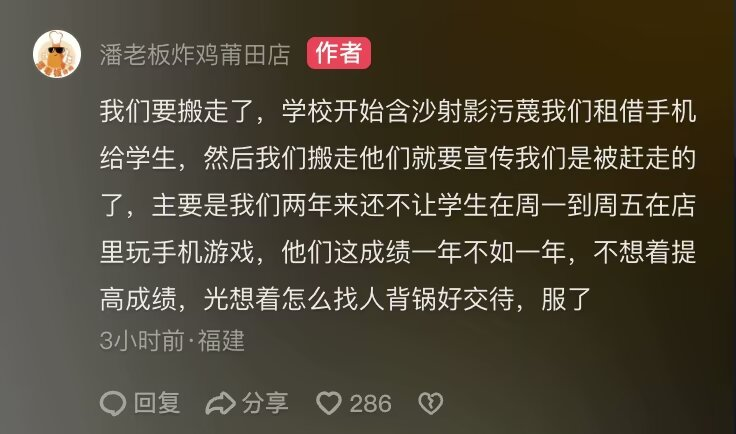 潘老板炸鸡莆田店 作者
我们要搬走了，学校开始含沙射影污蔑我们租借手机
给学生，然后我们搬走他们就要宣传我们是被赶走的
了，主要是我们两年来还不让学生在周一到周五在店
里玩手机游戏，他们这成绩一年不如一年，不想着提
高成绩，光想着怎么找人背锅好交待，服了
3小时前·福建
回复 分享 286